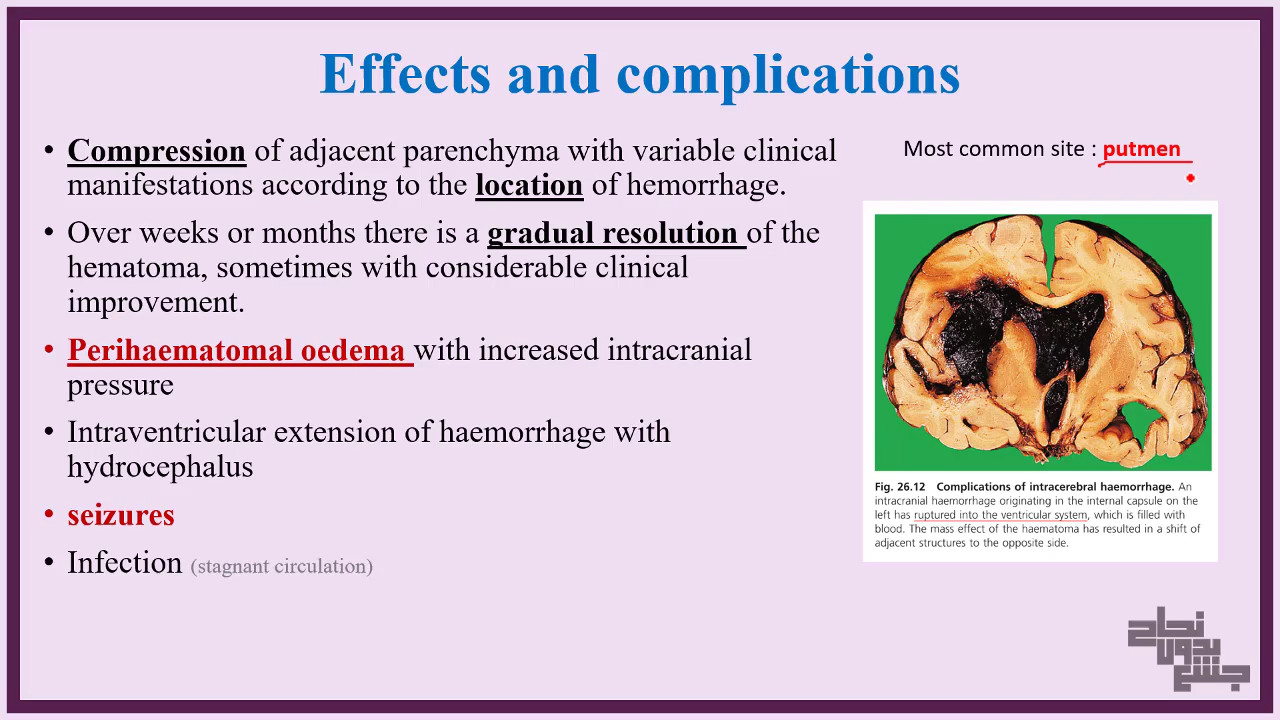 Effects and complications
• Compression of adjacent parenchyma with variable clinical
manifestations according to the location of hemorrhage.
• Over weeks or months there is a gradual resolution of the
hematoma, sometimes with considerable clinical
improvement.
• Perihaematomal oedema with increased intracranial
pressure
• Intraventricular extension of haemorrhage with
hydrocephalus
• seizures
• Infection (stagnant circulation)
Most common site : putmen
Fig. 26.12 Complications of intracerebral haemorrhage. An
intracranial haemorrhage originating in the internal capsule on the
left has ruptured into the ventricular system, which is filled with
blood. The mass effect of the haematoma has resulted in a shift of
adjacent structures to the opposite side.
نجاح
بدون
جشع